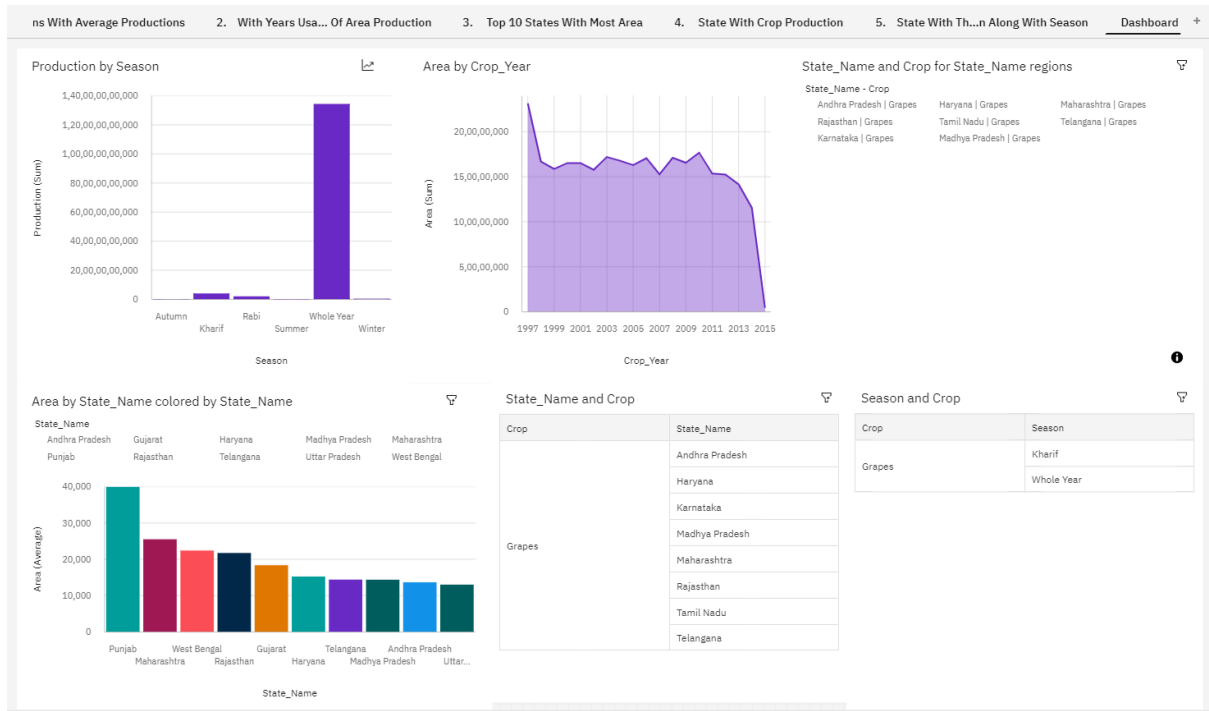 ns With Average Productions 2. With Years Usa... Of Area Production 3. Top 10 States With Most Area 4. State With Crop Production 5. State With Th...n Along With Season Dashboard +
Production by Season
1,40,00,00,00,000
1,20,00,00,00,000
1,00,00,00,00,000
80,00,00,00,000
60,00,00,00,000
40,00,00,00,000
20,00,00,00,000
0
Production (Sum)
Autumn Rabi Whole Year
Kharif Summer Winter
Season
Area by Crop_Year
20,00,00,000
15,00,00,000
10,00,00,000
5,00,00,000
0
Area (Sum)
1997 1999 2001 2003 2005 2007 2009 2011 2013 2015
Crop_Year
State_Name and Crop for State_Name regions
State_Name - Crop
Andhra Pradesh | Grapes Haryana | Grapes Maharashtra | Grapes
Rajasthan | Grapes Tamil Nadu | Grapes Telangana | Grapes
Karnataka | Grapes Madhya Pradesh | Grapes
Area by State_Name colored by State_Name
State_Name
Andhra Pradesh Gujarat Haryana Madhya Pradesh Maharashtra
Punjab Rajasthan Telangana Uttar Pradesh West Bengal
40,000
30,000
20,000
10,000
0
Area (Average)
Punjab West Bengal Gujarat Telangana Andhra Pradesh
Maharashtra Rajasthan Haryana Madhya Pradesh Uttar...
State_Name
State_Name and Crop
Crop State_Name
Grapes
Andhra Pradesh
Haryana
Karnataka
Madhya Pradesh
Maharashtra
Rajasthan
Tamil Nadu
Telangana
Season and Crop
Crop Season
Grapes
Kharif
Whole Year